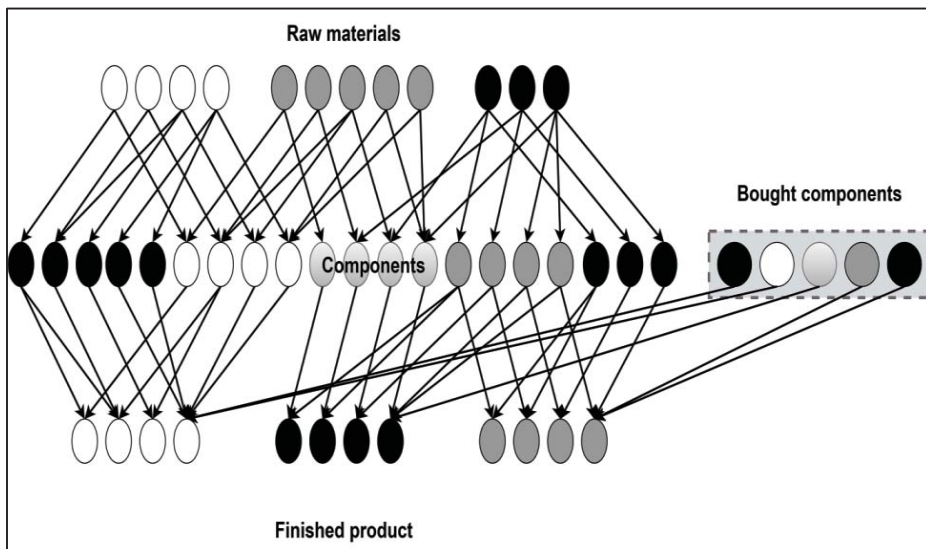 Raw materials
Bought components
Components
Finished product